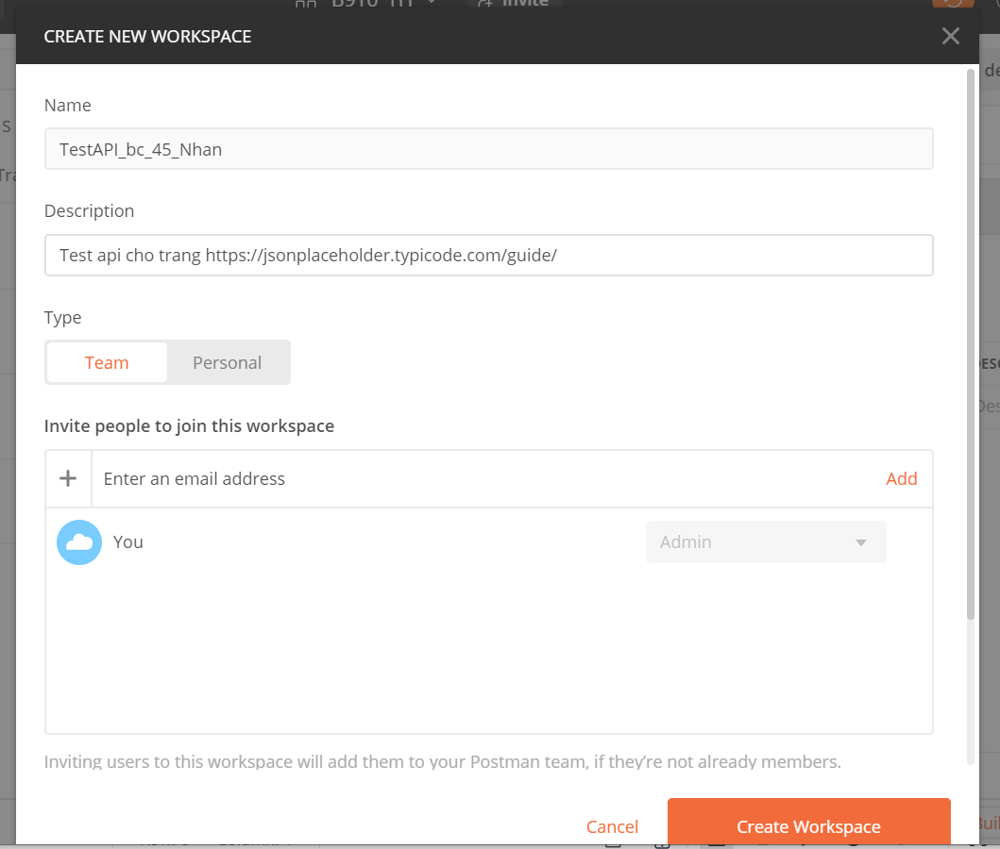 Invite
CREATE NEW WORKSPACE
Name
TestAPI_bc_45_Nhan
Description
Test api cho trang https://jsonplaceholder.typicode.com/guide/
Type
Team Personal
Invite people to join this workspace
Enter an email address Add
You Admin
Inviting users to this workspace will add them to your Postman team, if they're not already members.
Cancel Create Workspace